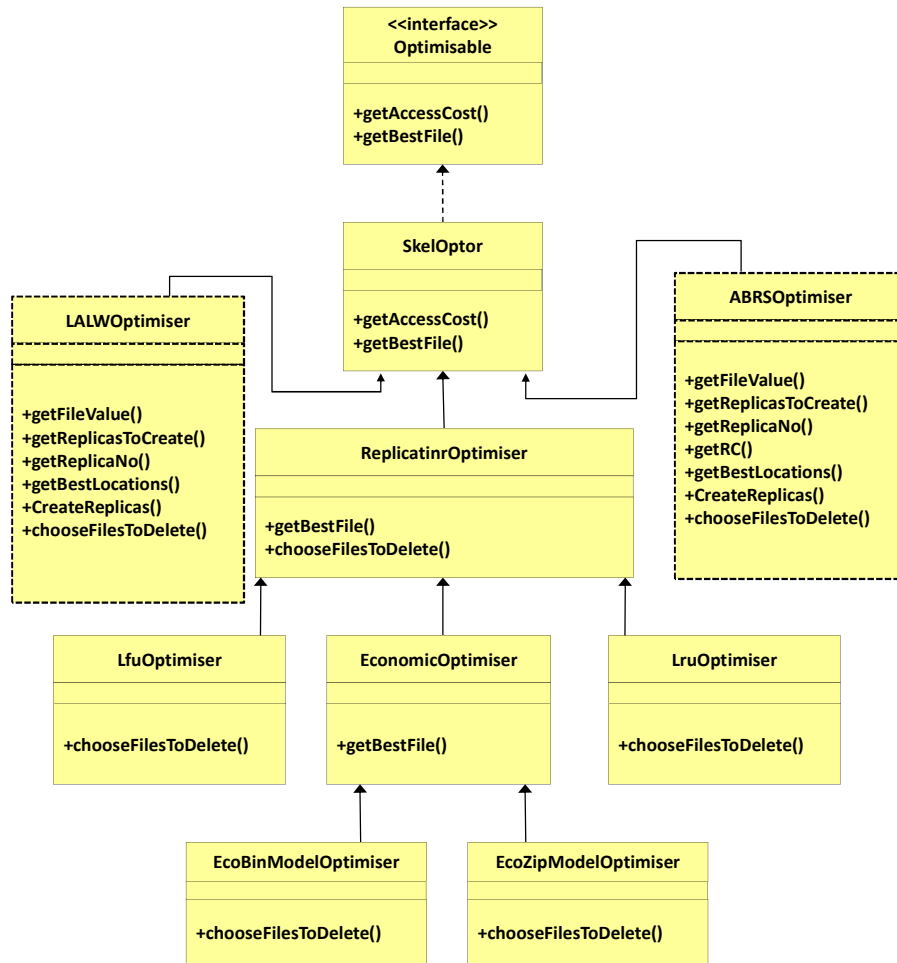 <<interface>>
Optimisable
+getAccessCost()
+getBestFile()
SkelOptor
+getAccessCost()
+getBestFile()
LALWOptimiser
+getFileValue()
+getReplicasToCreate()
+getReplicaNo()
+getBestLocations()
+CreateReplicas()
+chooseFilesToDelete()
ABRSOptimiser
+getFileValue()
+getReplicasToCreate()
+getReplicaNo()
+getRC()
+getBestLocations()
+CreateReplicas()
+chooseFilesToDelete()
ReplicatinrOptimiser
+getBestFile()
+chooseFilesToDelete()
LfuOptimiser
+chooseFilesToDelete()
EconomicOptimiser
+getBestFile()
LruOptimiser
+chooseFilesToDelete()
EcoBinModelOptimiser
+chooseFilesToDelete()
EcoZipModelOptimiser
+chooseFilesToDelete()